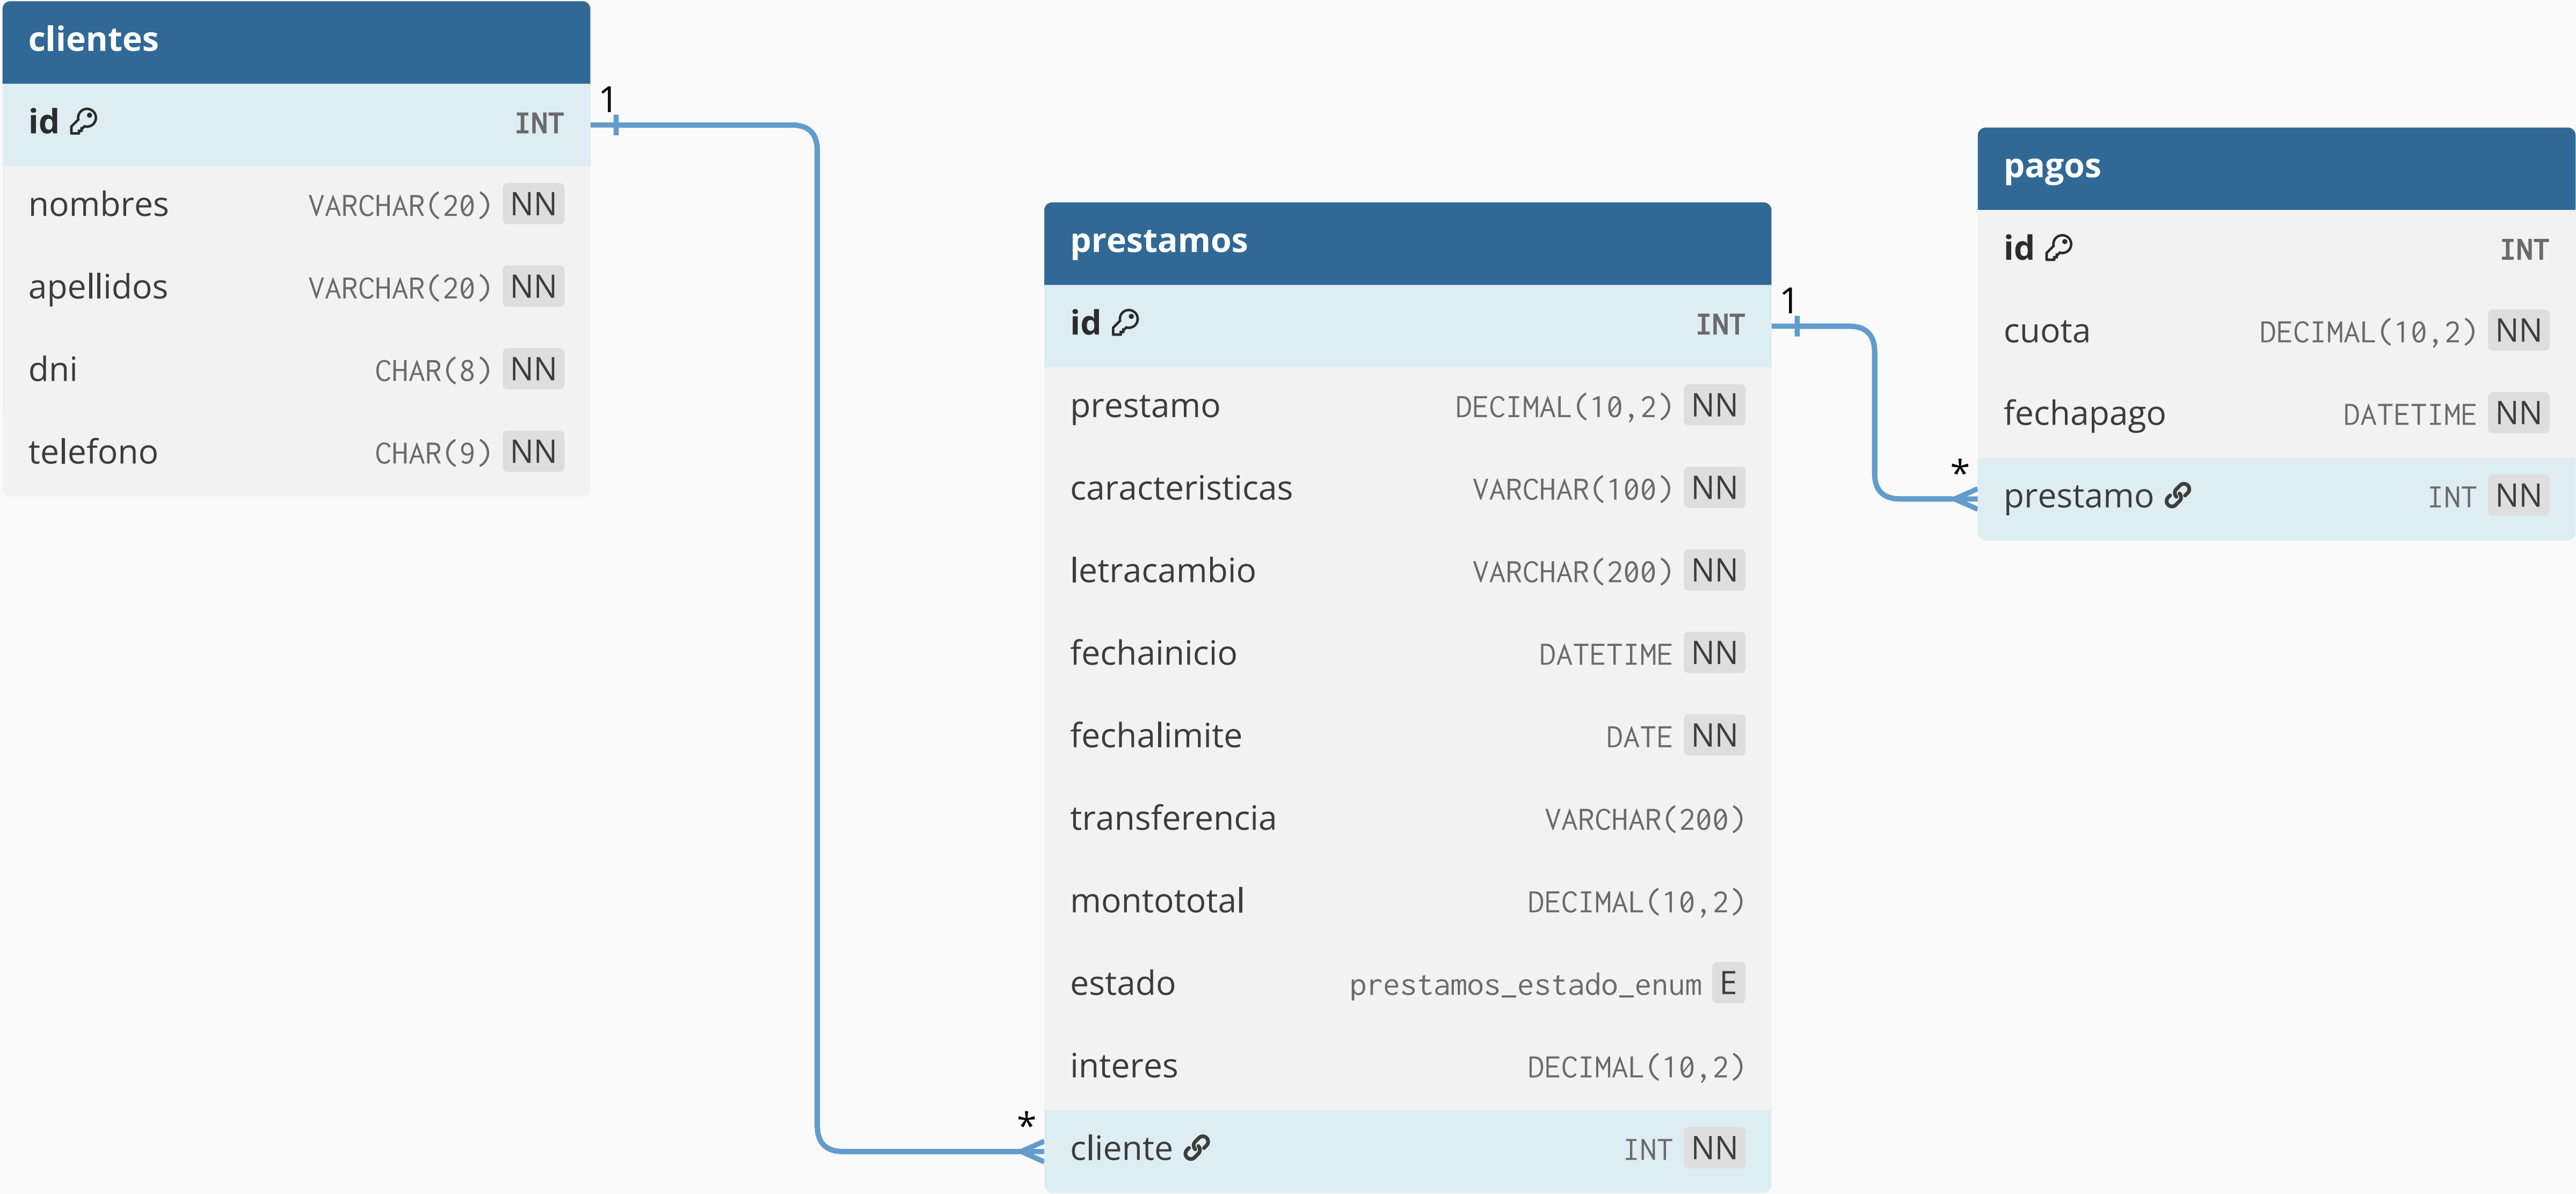 clientes
id INT
nombres VARCHAR(20) NN
apellidos VARCHAR(20) NN
dni CHAR(8) NN
telefono CHAR(9) NN
1
*
prestamos
id INT
prestamo DECIMAL(10,2) NN
caracteristicas VARCHAR(100) NN
letracambio VARCHAR(200) NN
fechainicio DATETIME NN
fechalimite DATE NN
transferencia VARCHAR(200)
montototal DECIMAL(10,2)
estado prestamos_estado_enum E
interes DECIMAL(10,2)
cliente INT NN
1
*
pagos
id INT
cuota DECIMAL(10,2) NN
fechapago DATETIME NN
prestamo INT NN